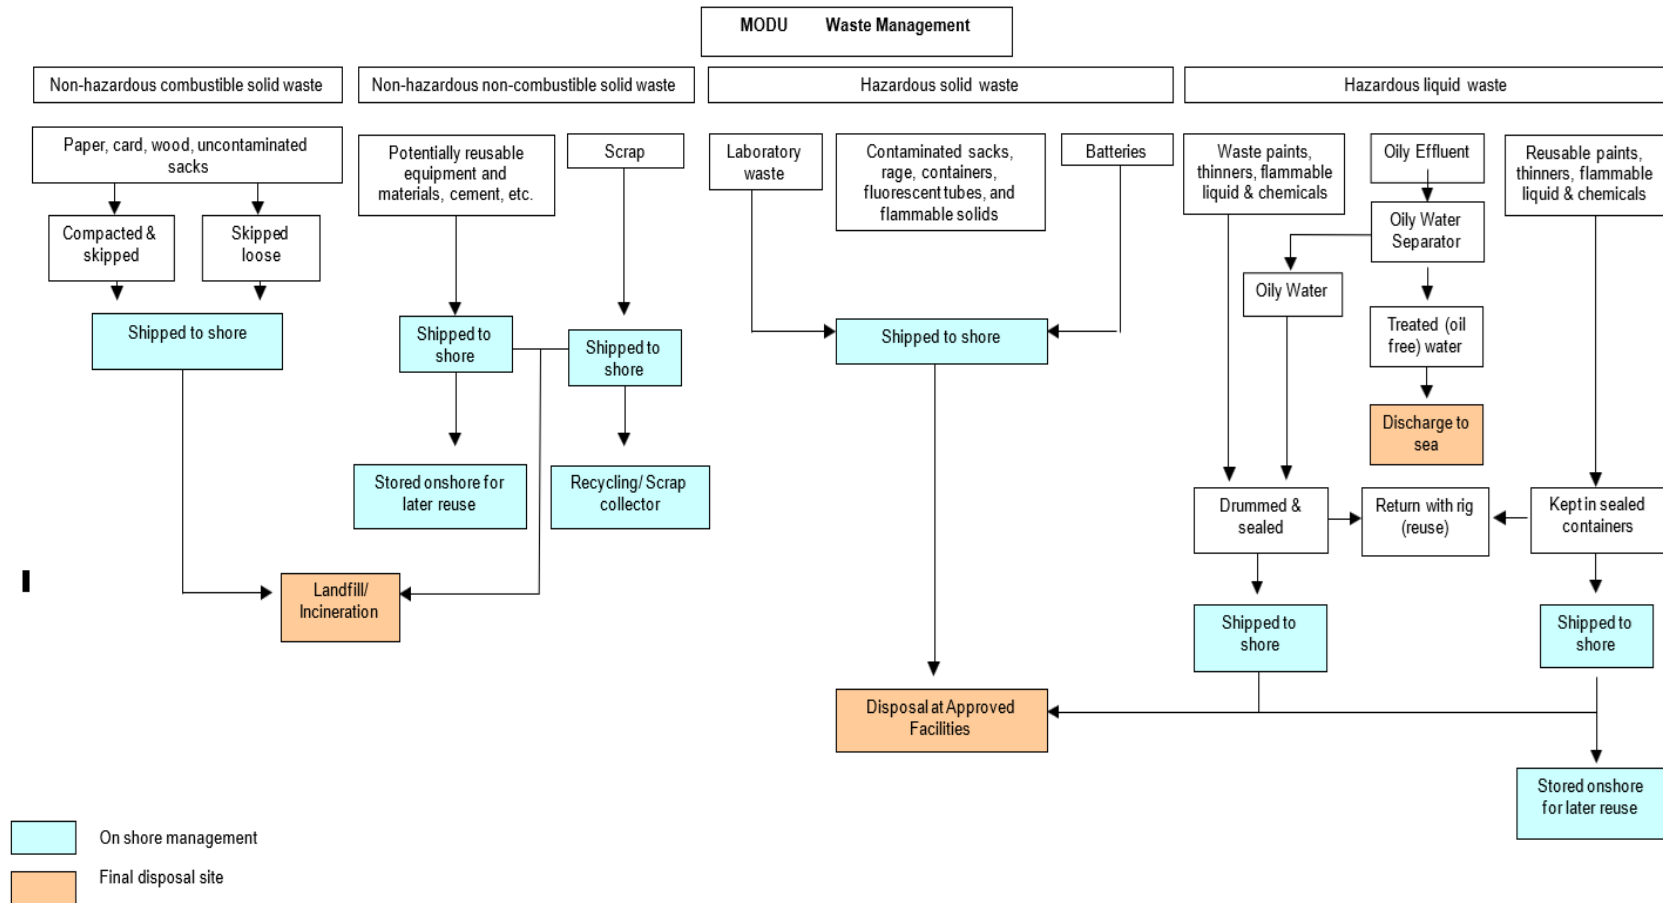 MODU Waste Management
Non-hazardous combustible solid waste
Non-hazardous non-combustible solid waste
Hazardous solid waste
Hazardous liquid waste
Paper, card, wood, uncontaminated
sacks
Potentially reusable
equipment and
materials, cement, etc.
Scrap
Laboratory
waste
Contaminated sacks,
rage, containers,
fluorescent tubes, and
flammable solids
Batteries
Waste paints,
thinners, flammable
liquid & chemicals
Oily Effluent
Reusable paints,
thinners, flammable
liquid & chemicals
Compacted &
skipped
Skipped
loose
Oily Water
Separator
Oily Water
Shipped to shore
Shipped to
shore
Shipped to
shore
Shipped to shore
Treated (oil
free) water
Discharge to
sea
Stored onshore for
later reuse
Recycling/ Scrap
collector
Drummed &
sealed
Return with rig
(reuse)
Kept in sealed
containers
Landfill/
Incineration
Shipped to
shore
Shipped to
shore
Disposal at Approved
Facilities
Stored onshore
for later reuse
On shore management
Final disposal site